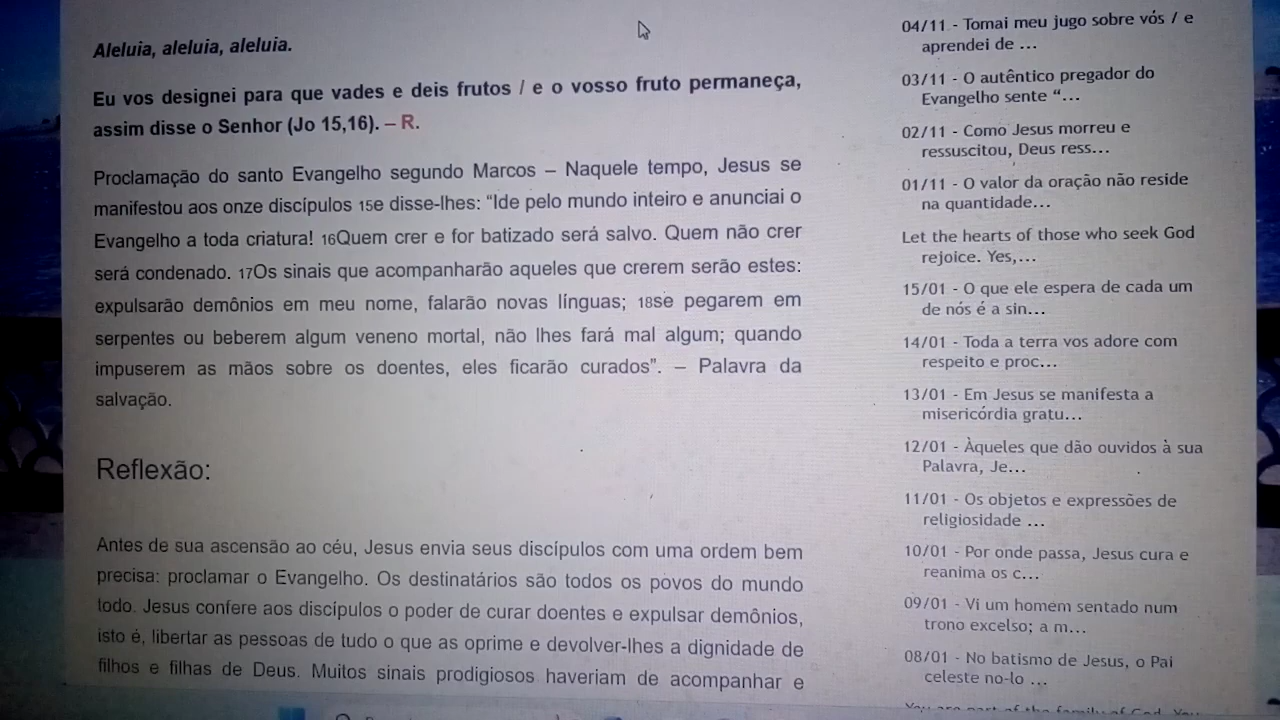 Aleluia, aleluia, aleluia.
Eu vos designei para que vades e deis frutos / e o vosso fruto permaneça,
assim disse o Senhor (Jo 15,16). – R.
Proclamação do santo Evangelho segundo Marcos – Naquele tempo, Jesus se
manifestou aos onze discípulos 15e disse-lhes: “Ide pelo mundo inteiro e anunciai o
Evangelho a toda criatura! 16Quem crer e for batizado será salvo. Quem não crer
será condenado. 17Os sinais que acompanharão aqueles que crerem serão estes:
expulsarão demônios em meu nome, falarão novas línguas; 18se pegarem em
serpentes ou beberem algum veneno mortal, não lhes fará mal algum; quando
impuserem as mãos sobre os doentes, eles ficarão curados”. – Palavra da
salvação.
Reflexão:
Antes de sua ascensão ao céu, Jesus envia seus discípulos com uma ordem bem
precisa: proclamar o Evangelho. Os destinatários são todos os povos do mundo
todo. Jesus confere aos discípulos o poder de curar doentes e expulsar demônios,
isto é, libertar as pessoas de tudo o que as oprime e devolver-lhes a dignidade de
filhos e filhas de Deus. Muitos sinais prodigiosos haveriam de acompanhar e
04/11 - Tomai meu jugo sobre vós / e
aprendei de ...
03/11 - O autêntico pregador do
Evangelho sente “...
02/11 - Como Jesus morreu e
ressuscitou, Deus ress...
01/11 - O valor da oração não reside
na quantidade...
Let the hearts of those who seek God
rejoice. Yes,...
15/01 - O que ele espera de cada um
de nós é a sin...
14/01 - Toda a terra vos adore com
respeito e proc...
13/01 - Em Jesus se manifesta a
misericórdia gratu...
12/01 - Àqueles que dão ouvidos à sua
Palavra, Je...
11/01 - Os objetos e expressões de
religiosidade ...
10/01 - Por onde passa, Jesus cura e
reanima os c...
09/01 - Vi um homem sentado num
trono excelso; a m...
08/01 - No batismo de Jesus, o Pai
celeste no-lo ...
You are part of the family of God. You